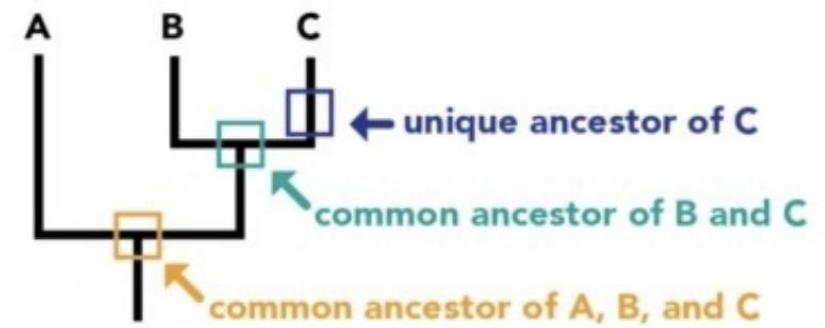 A B C
unique ancestor of C
common ancestor of B and C
common ancestor of A, B, and C